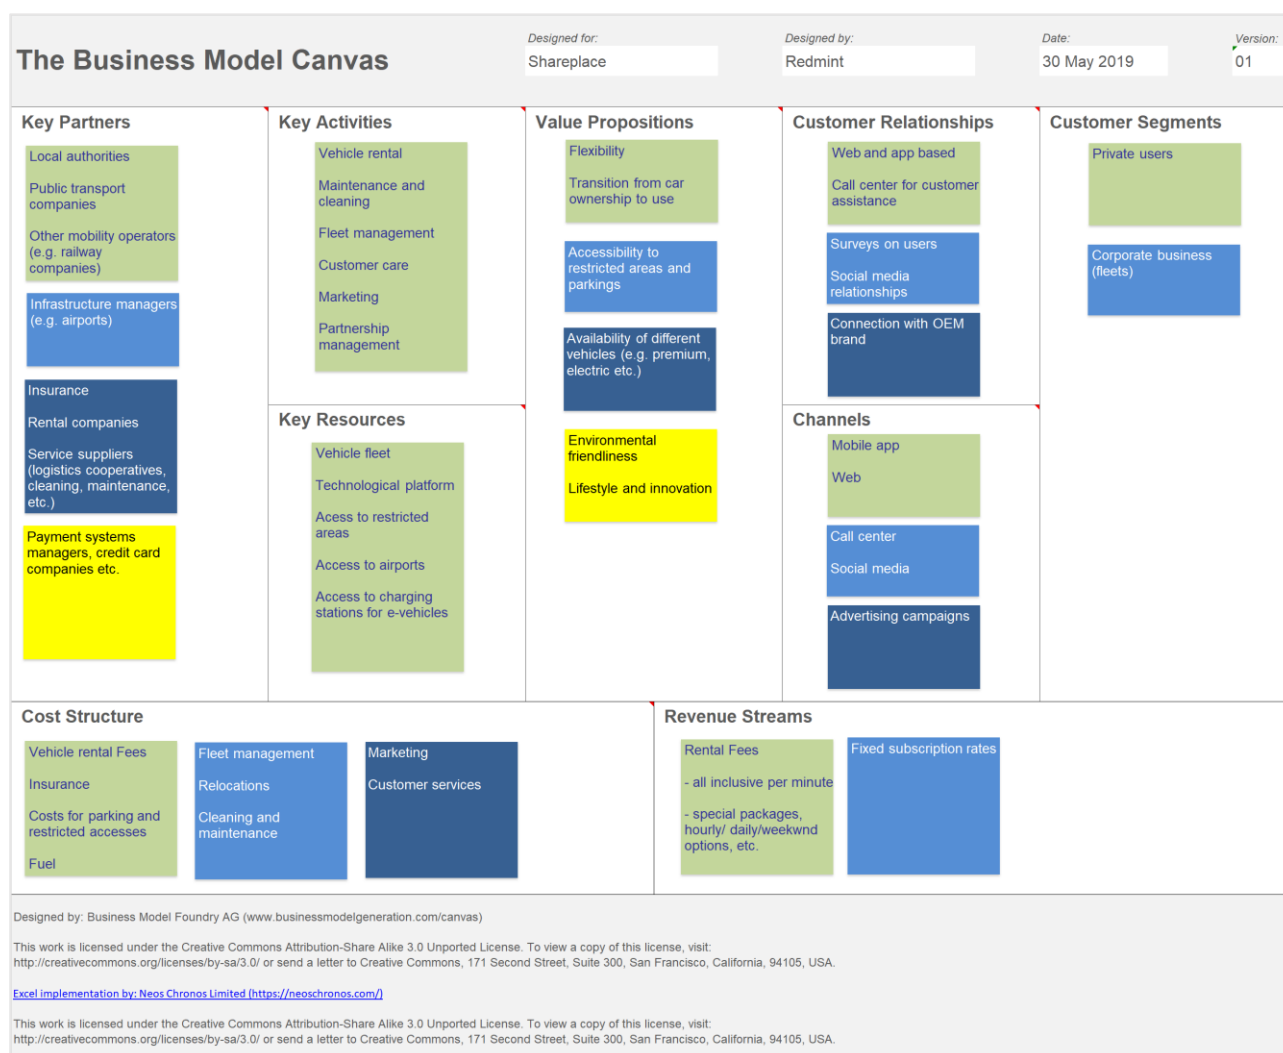 The Business Model Canvas
Designed for:
Shareplace
Designed by:
Redmint
Date:
30 May 2019
Version:
01
Key Partners
Local authorities
Public transport
companies
Other mobility operators
(e.g. railway
companies)
Infrastructure managers
(e.g. airports)
Insurance
Rental companies
Service suppliers
(logistics cooperatives,
cleaning, maintenance,
etc.)
Payment systems
managers, credit card
companies etc.
Key Activities
Vehicle rental
Maintenance and
cleaning
Fleet management
Customer care
Marketing
Partnership
management
Key Resources
Vehicle fleet
Technological platform
Acess to restricted
areas
Access to airports
Access to charging
stations for e-vehicles
Value Propositions
Flexibility
Transition from car
ownership to use
Accessibility to
restricted areas and
parkings
Availability of different
vehicles (e.g. premium,
electric etc.)
Environmental
friendliness
Lifestyle and innovation
Customer Relationships
Web and app based
Call center for customer
assistance
Surveys on users
Social media
relationships
Connection with OEM
brand
Channels
Mobile app
Web
Call center
Social media
Advertising campaigns
Customer Segments
Private users
Corporate business
(fleets)
Cost Structure
Vehicle rental Fees
Insurance
Costs for parking and
restricted accesses
Fuel
Fleet management
Relocations
Cleaning and
maintenance
Marketing
Customer services
Revenue Streams
Rental Fees
- all inclusive per minute
- special packages,
hourly/ daily/weekwnd
options, etc.
Fixed subscription rates
Designed by: Business Model Foundry AG (www.businessmodelgeneration.com/canvas)
This work is licensed under the Creative Commons Attribution-Share Alike 3.0 Unported License. To view a copy of this license, visit:
http://creativecommons.org/licenses/by-sa/3.0/ or send a letter to Creative Commons, 171 Second Street, Suite 300, San Francisco, California, 94105, USA.
Excel implementation by: Neos Chronos Limited (https://neoschronos.com/)
This work is licensed under the Creative Commons Attribution-Share Alike 3.0 Unported License. To view a copy of this license, visit:
http://creativecommons.org/licenses/by-sa/3.0/ or send a letter to Creative Commons, 171 Second Street, Suite 300, San Francisco, California, 94105, USA.